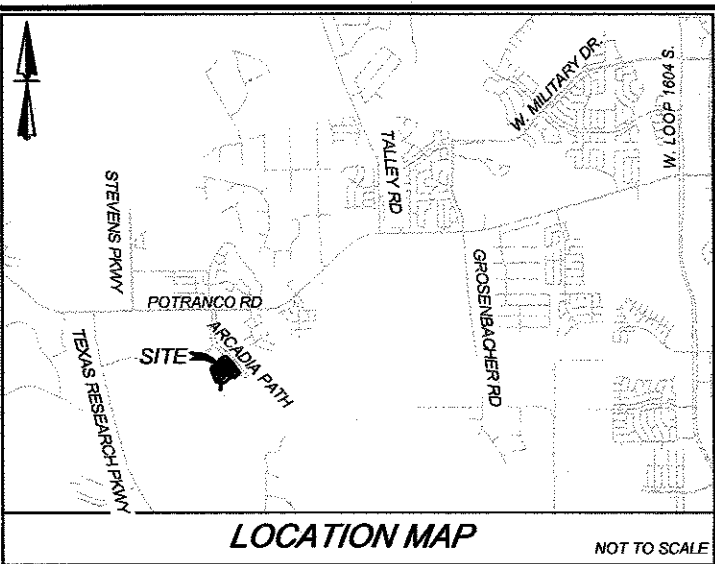 W. MILITARY DR.
W. LOOP 1604 S.
TALLEY RD
STEVENS PKWY
GROSENBACHER RD
POTRANCO RD
ARCADIA PATH
SITE
TEXAS RESEARCH PKWY
LOCATION MAP
NOT TO SCALE